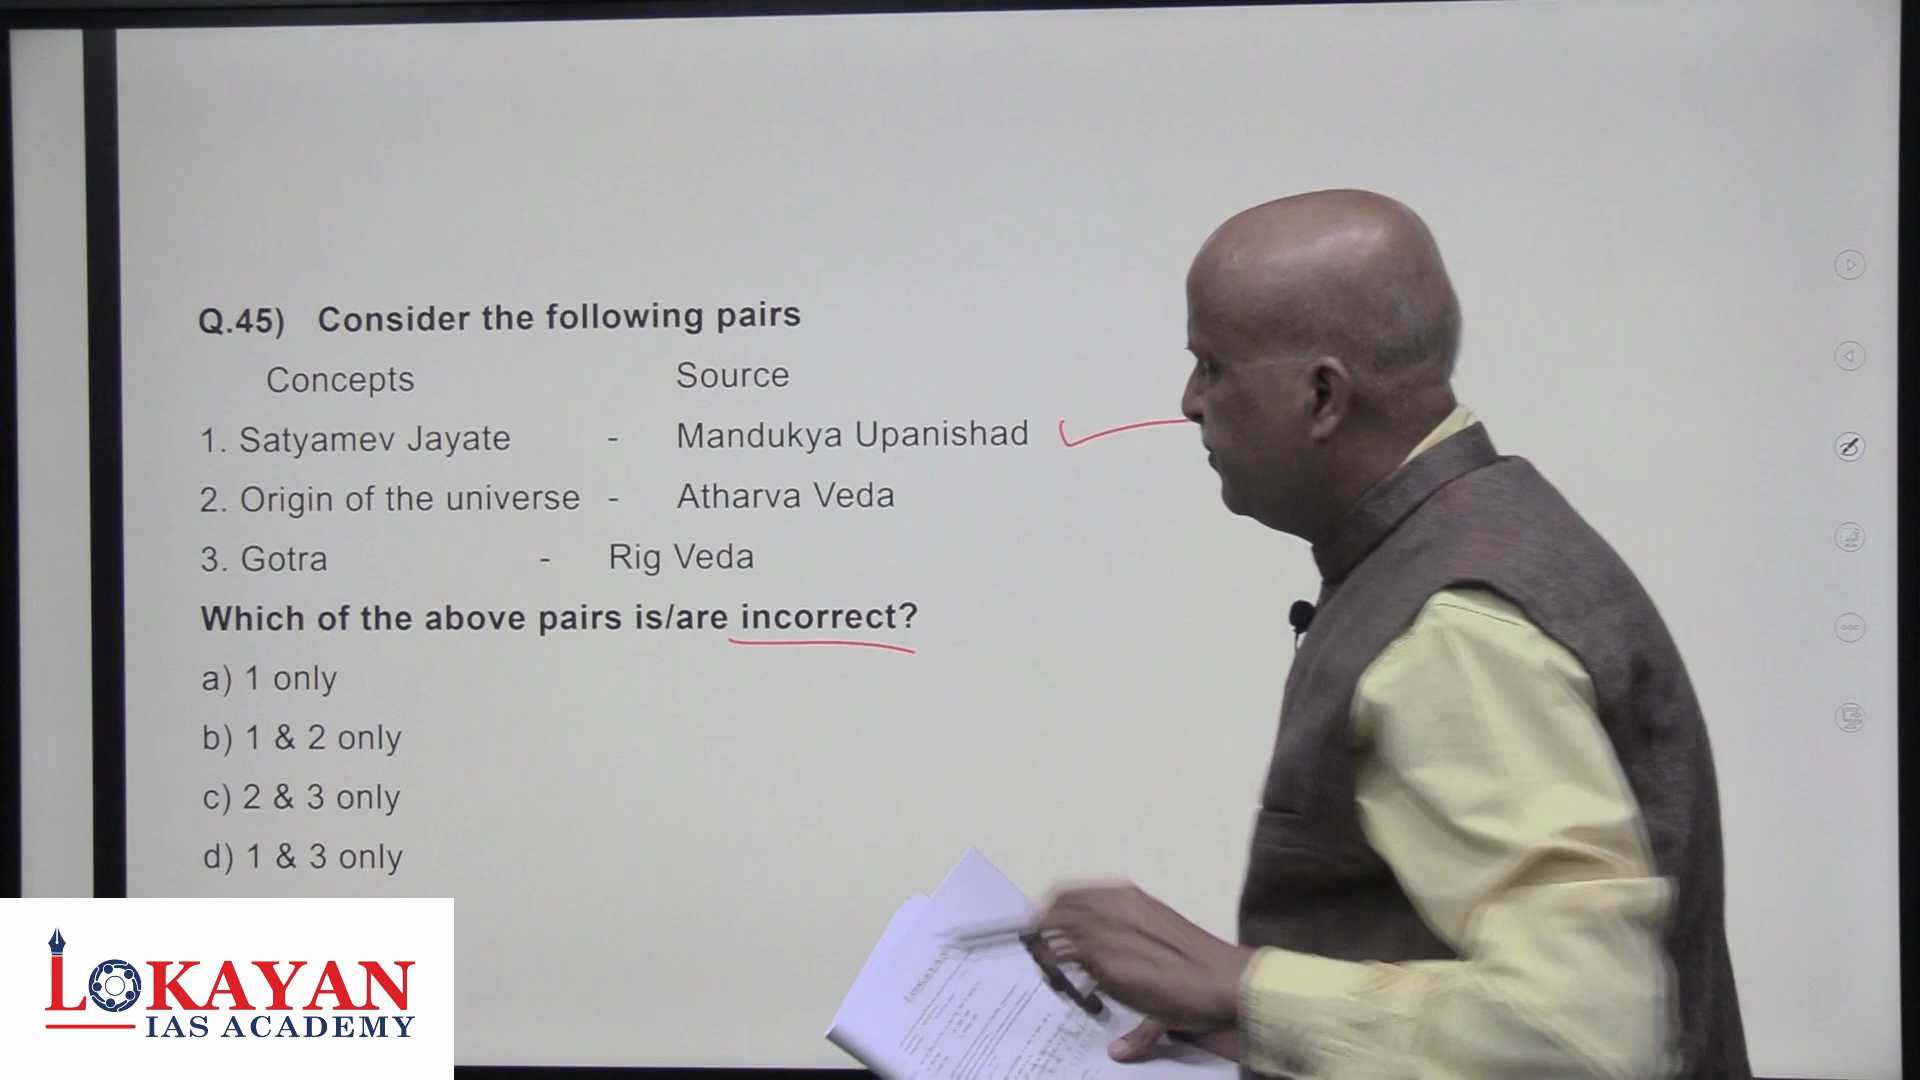 Q.45) Consider the following pairs
Concepts Source
1. Satyamev Jayate - Mandukya Upanishad
2. Origin of the universe - Atharva Veda
3. Gotra - Rig Veda
Which of the above pairs is/are incorrect?
a) 1 only
b) 1 & 2 only
c) 2 & 3 only
d) 1 & 3 only
LOKAYAN
IAS ACADEMY